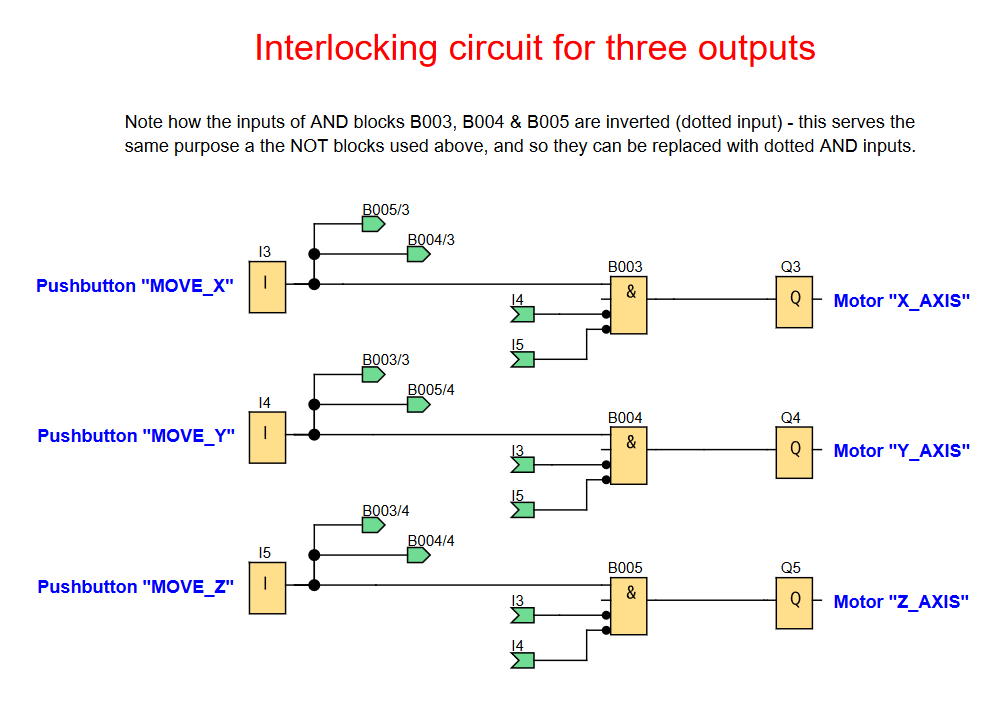 Interlocking circuit for three outputs
Note how the inputs of AND blocks B003, B004 & B005 are inverted (dotted input) - this serves the
same purpose a the NOT blocks used above, and so they can be replaced with dotted AND inputs.
B005/3
B004/3
I3
I
Pushbutton "MOVE_X"
B003
&
I4
I5
Q3
Q
Motor "X_AXIS"
B003/3
B005/4
I4
I
Pushbutton "MOVE_Y"
B004
&
I3
I5
Q4
Q
Motor "Y_AXIS"
B003/4
B004/4
I5
I
Pushbutton "MOVE_Z"
B005
&
I3
I4
Q5
Q
Motor "Z_AXIS"